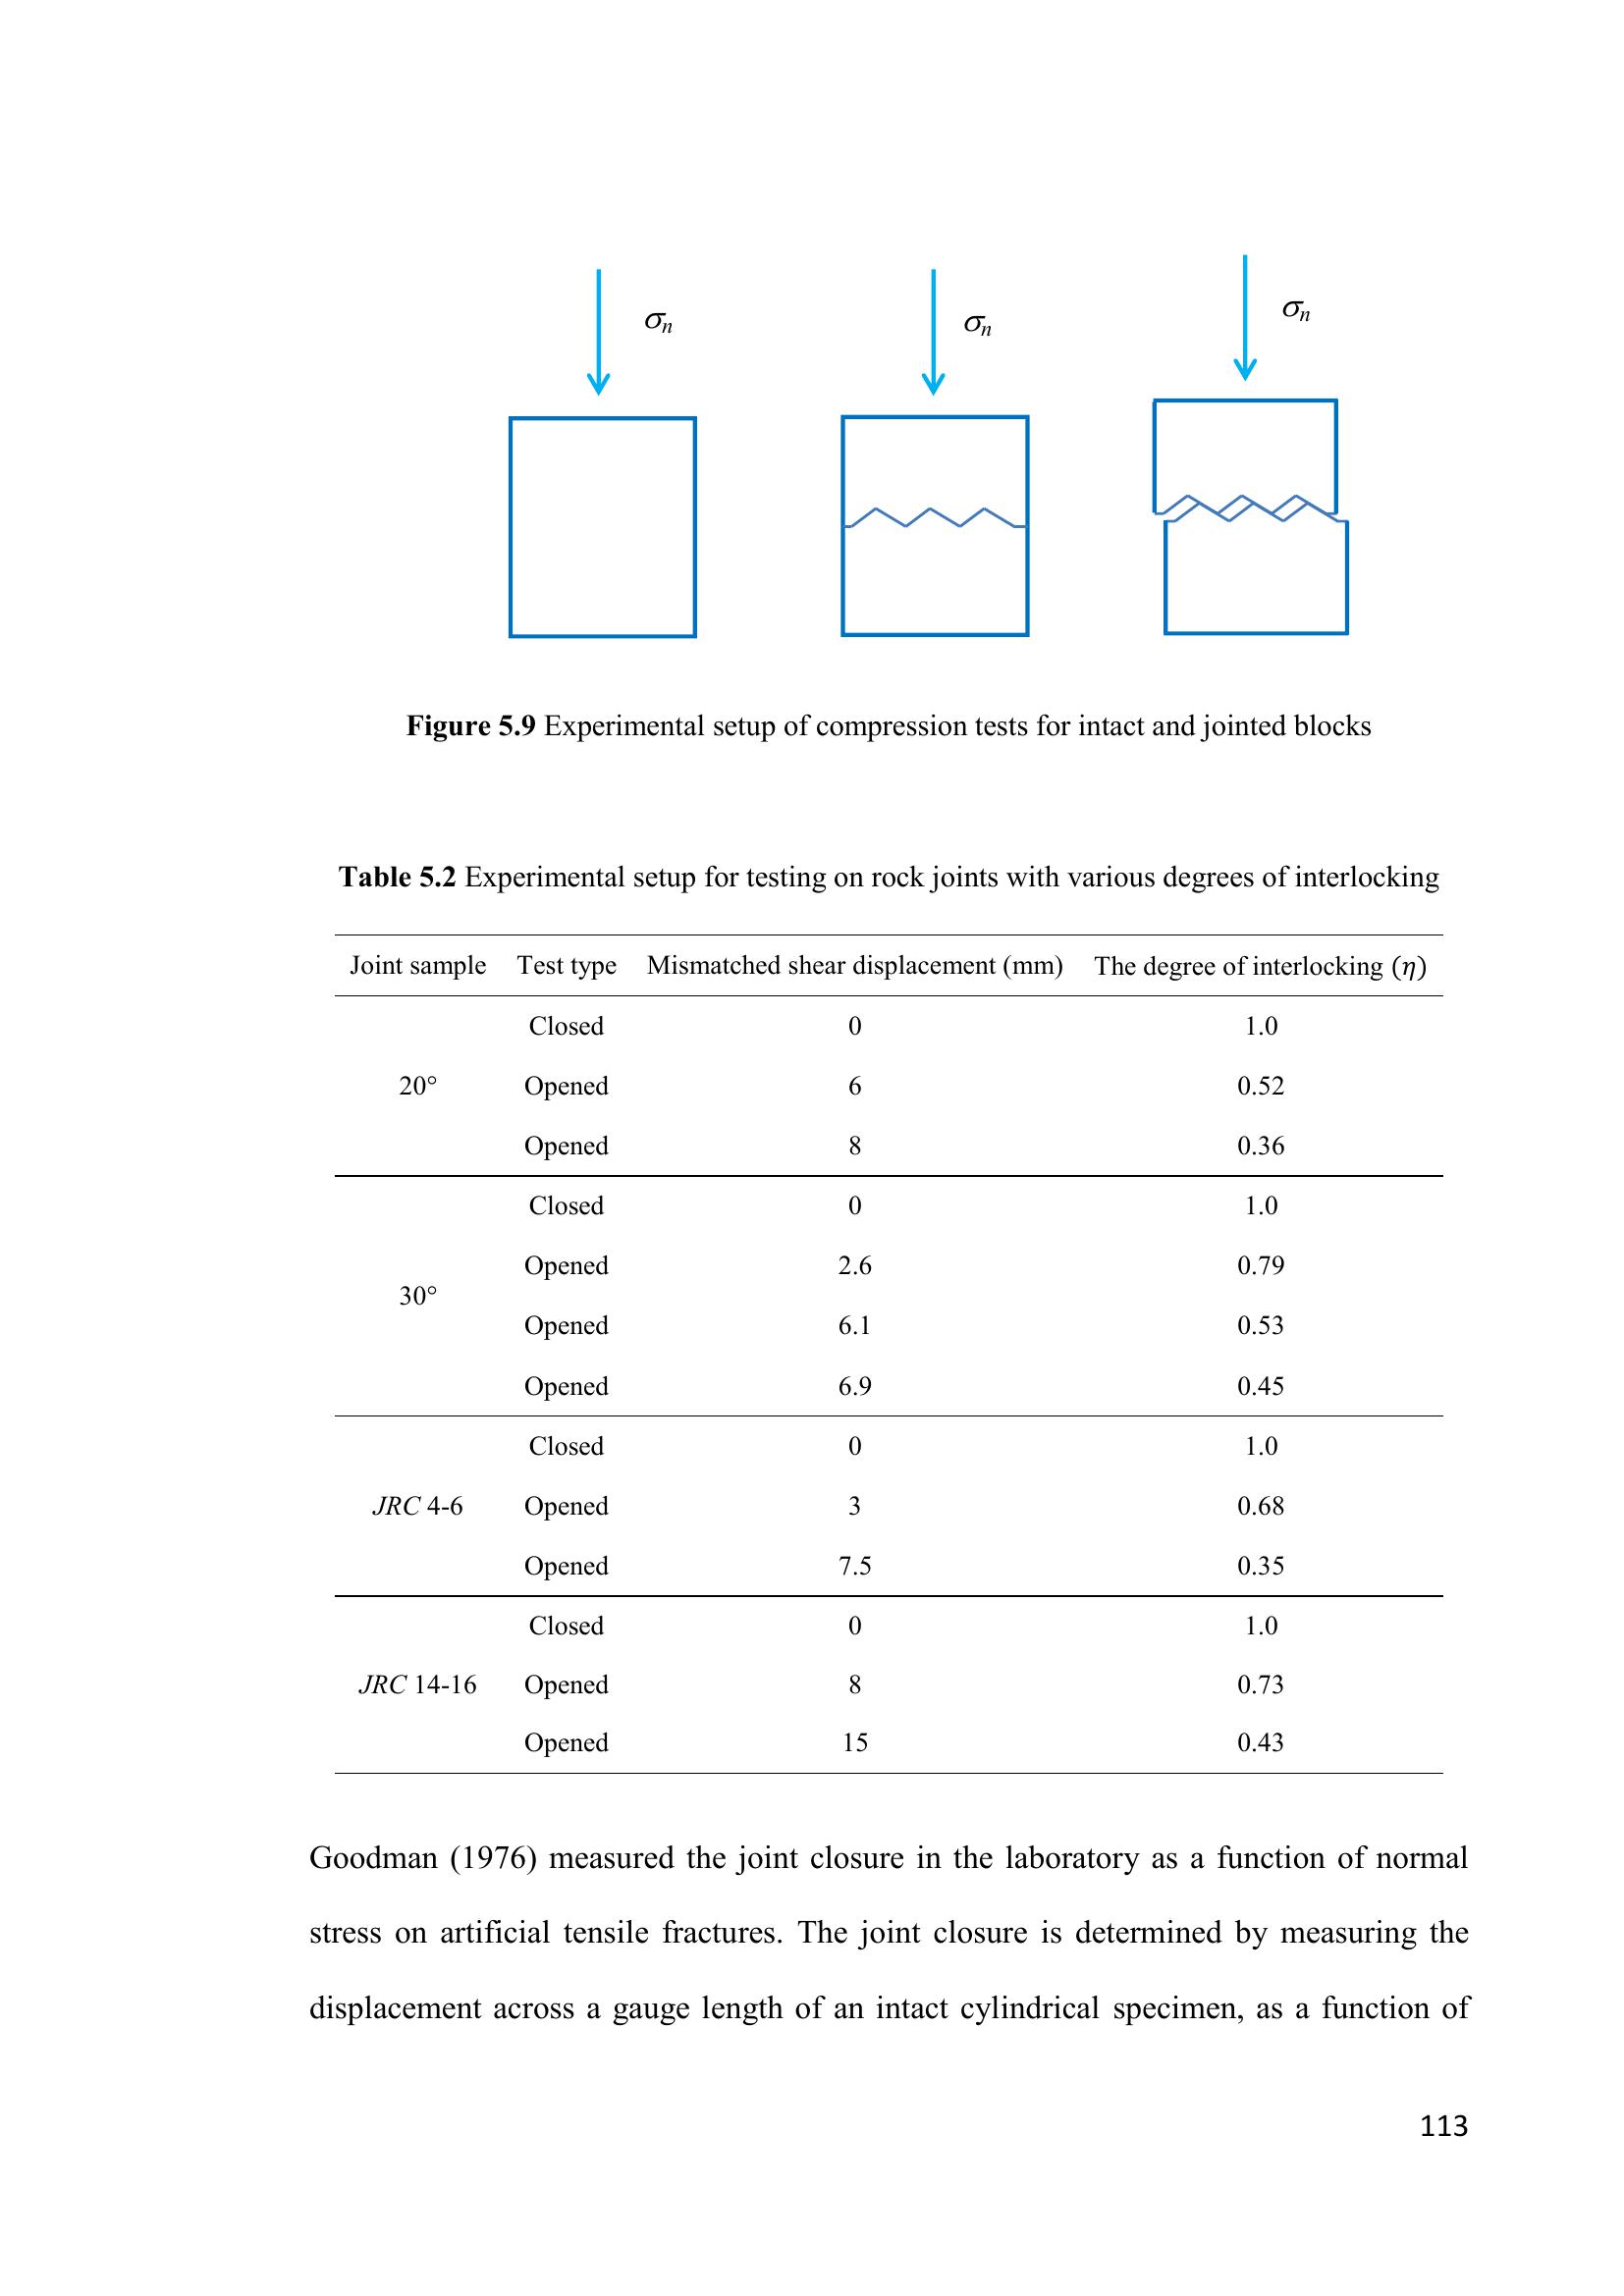 σn σn σn
Figure 5.9 Experimental setup of compression tests for intact and jointed blocks
Table 5.2 Experimental setup for testing on rock joints with various degrees of interlocking
Joint sample Test type Mismatched shear displacement (mm) The degree of interlocking (η)
Closed 0 1.0
20° Opened 6 0.52
Opened 8 0.36
Closed 0 1.0
Opened 2.6 0.79
30°
Opened 6.1 0.53
Opened 6.9 0.45
Closed 0 1.0
JRC 4-6 Opened 3 0.68
Opened 7.5 0.35
Closed 0 1.0
JRC 14-16 Opened 8 0.73
Opened 15 0.43
Goodman (1976) measured the joint closure in the laboratory as a function of normal
stress on artificial tensile fractures. The joint closure is determined by measuring the
displacement across a gauge length of an intact cylindrical specimen, as a function of
113